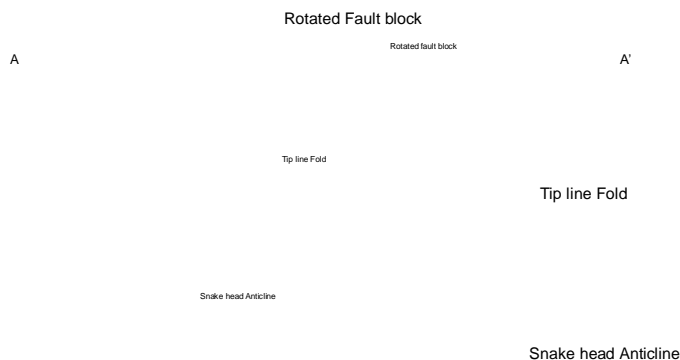 Rotated Fault block
Rotated fault block
A
A'
Tip line Fold
Tip line Fold
Snake head Anticline
Snake head Anticline